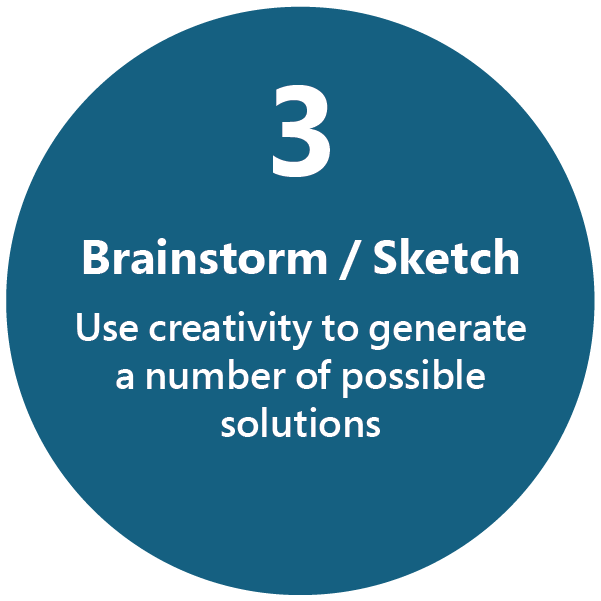 3
Brainstorm / Sketch
Use creativity to generate
a number of possible
solutions